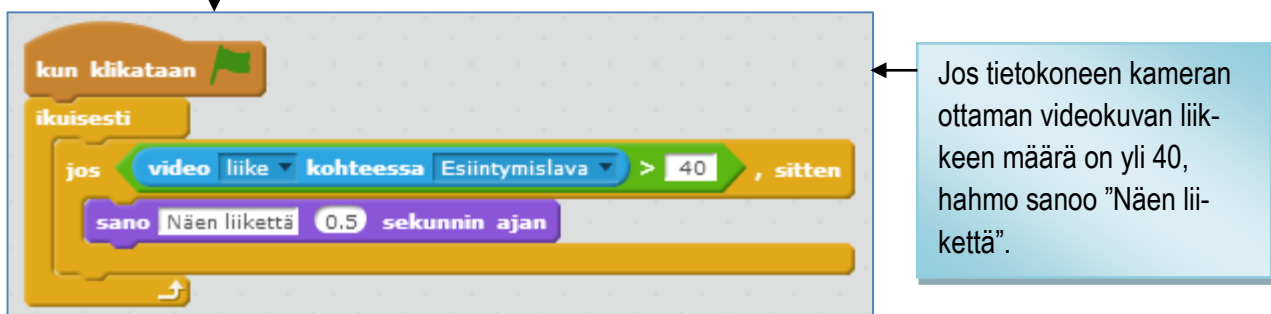 kun klikataan
ikuisesti
jos video liike kohteessa Esiintymislava > 40 , sitten
sano Näen liikettä 0.5 sekunnin ajan
Jos tietokoneen kameran
ottaman videokuvan liik-
keen määrä on yli 40,
hahmo sanoo ”Näen lii-
kettä”.